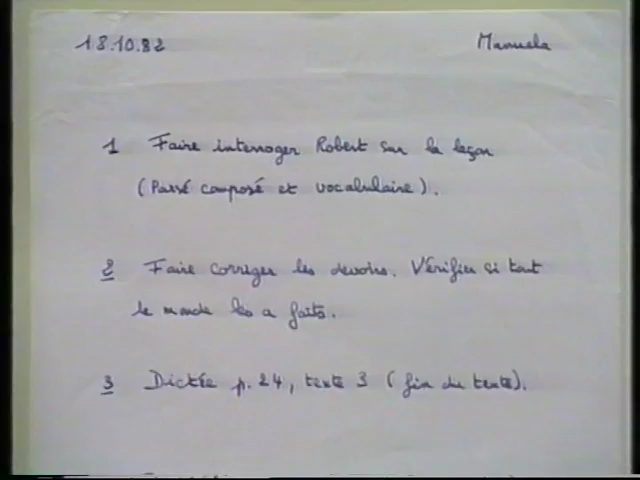 18.10.82 Manuela
1 Faire interroger Robert sur la leçon
(Passé composé et vocabulaire).
2 Faire corriger les devoirs. Vérifier si tout
le monde les a faits.
3 Dictée p. 24, texte 3 (fin du texte).